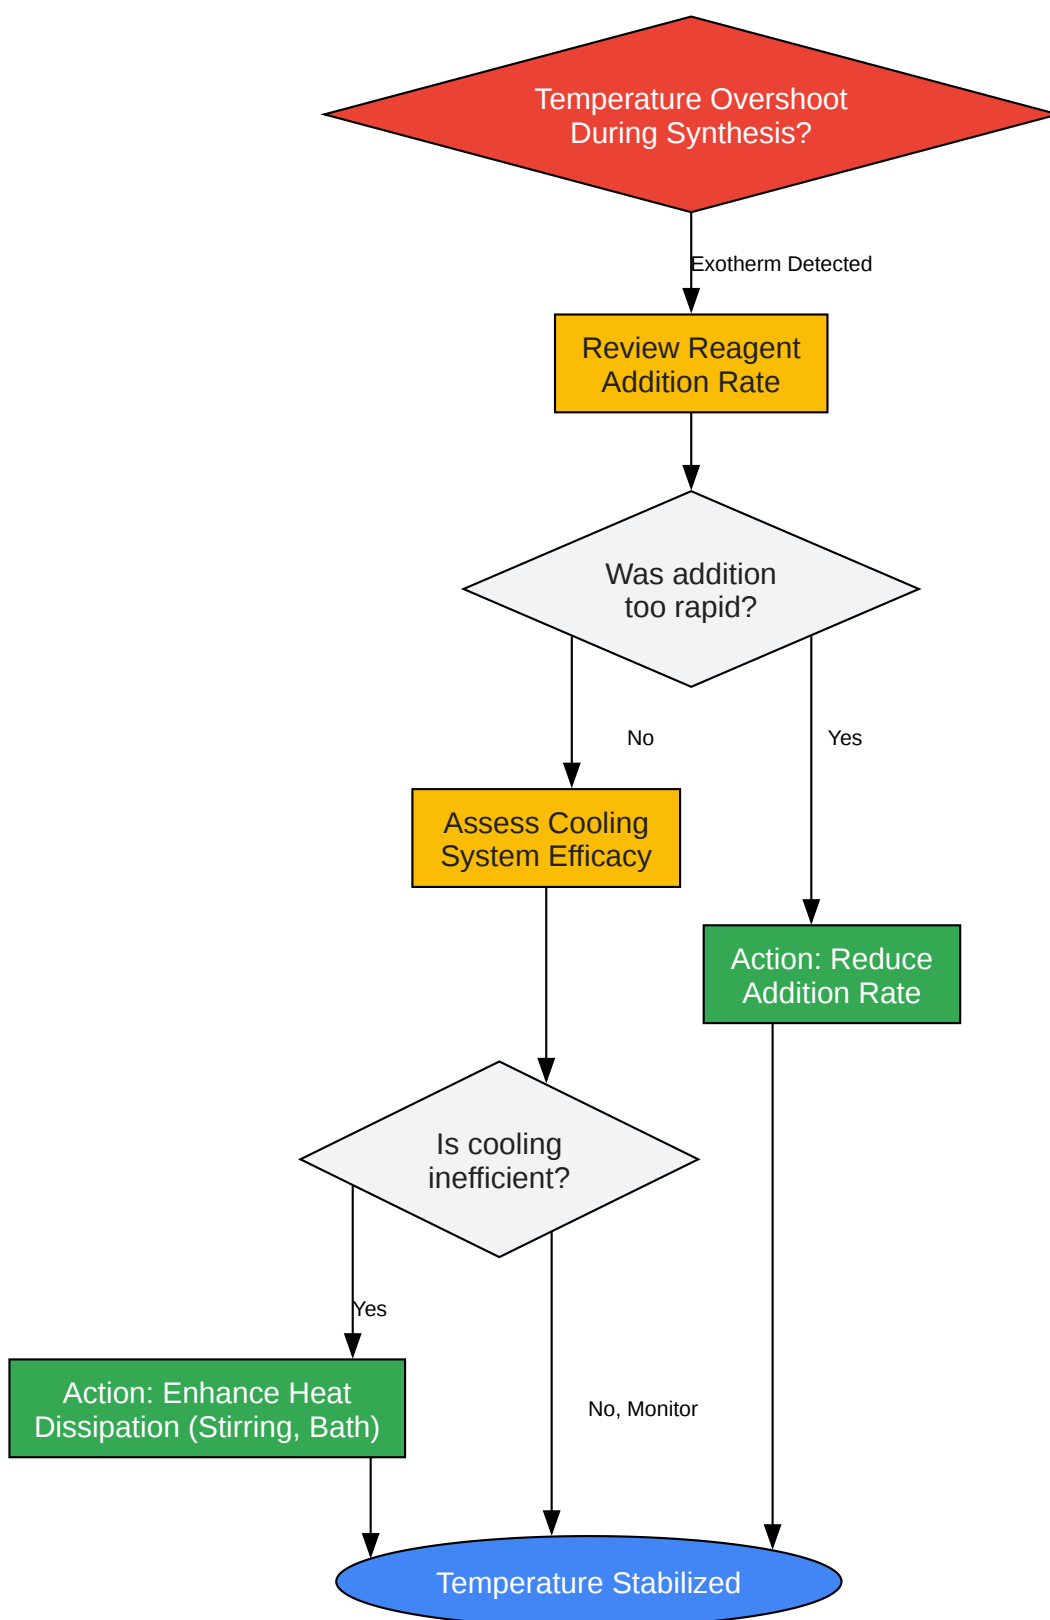 Temperature Overshoot
During Synthesis?
Exotherm Detected
Review Reagent
Addition Rate
Was addition
too rapid?
No
Yes
Assess Cooling
System Efficacy
Action: Reduce
Addition Rate
Is cooling
inefficient?
Yes
Action: Enhance Heat
Dissipation (Stirring, Bath)
No, Monitor
Temperature Stabilized